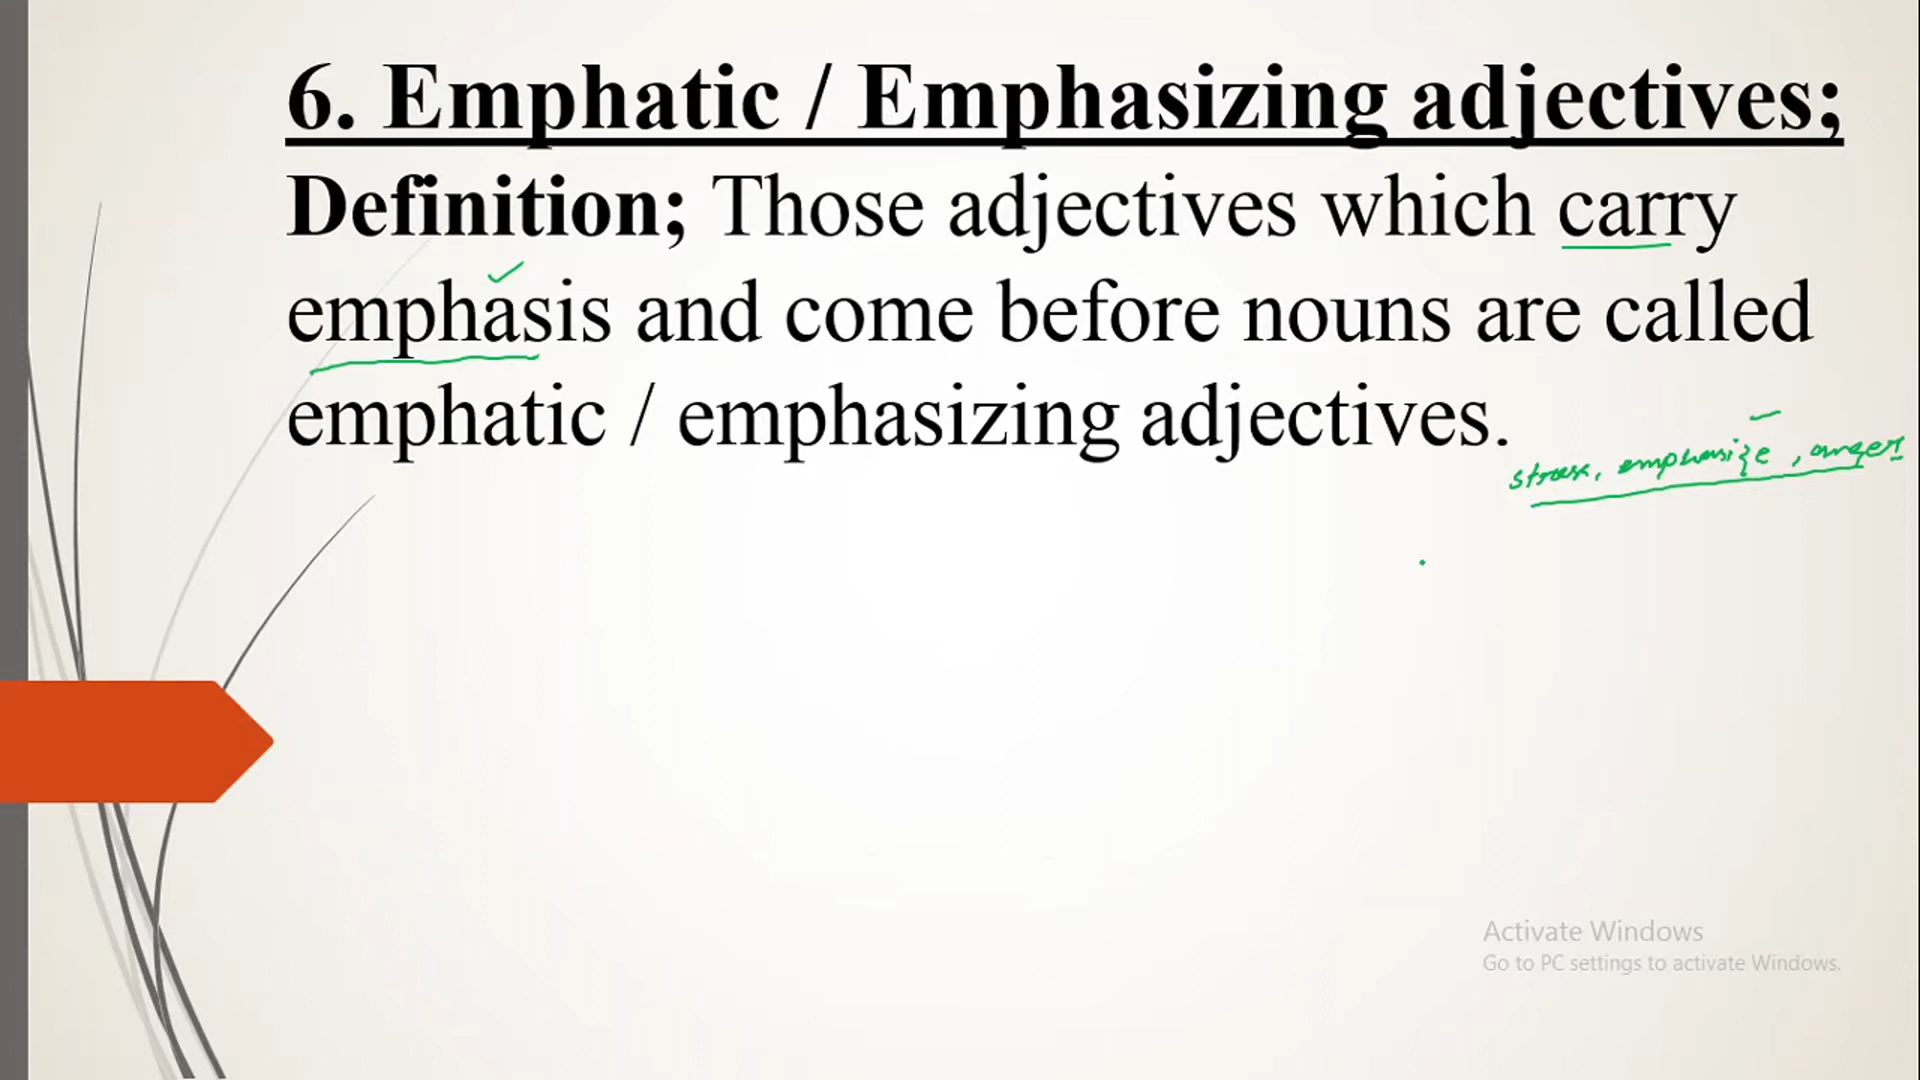 6. Emphatic / Emphasizing adjectives;
Definition; Those adjectives which carry
emphasis and come before nouns are called
emphatic / emphasizing adjectives.
stress, emphasize, anger
Activate Windows
Go to PC settings to activate Windows.